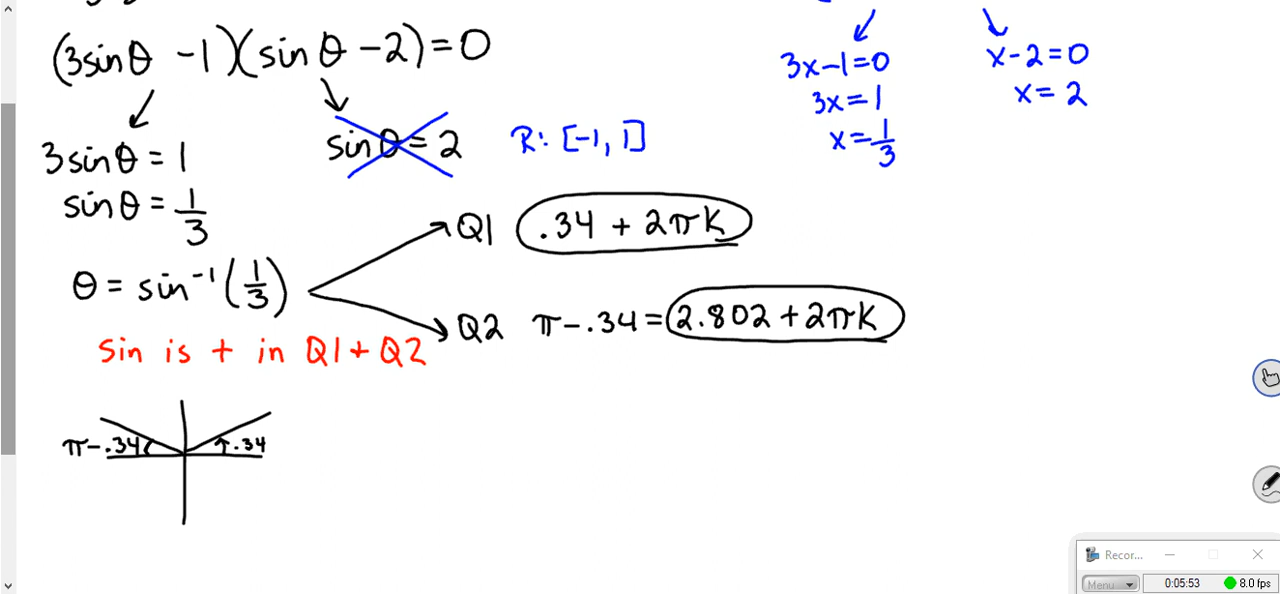 (3sinθ - 1)(sin θ - 2) = 0
3sinθ = 1
sinθ = 2
R: [-1, 1]
sinθ = 1/3
θ = sin⁻¹(1/3)
Q1 .34 + 2πk
Q2 π - .34 = 2.802 + 2πk
sin is + in Q1 + Q2
π - .34
.34
3x - 1 = 0
3x = 1
x = 1/3
x - 2 = 0
x = 2
Recor...
Menu
0:05:53
8.0 fps